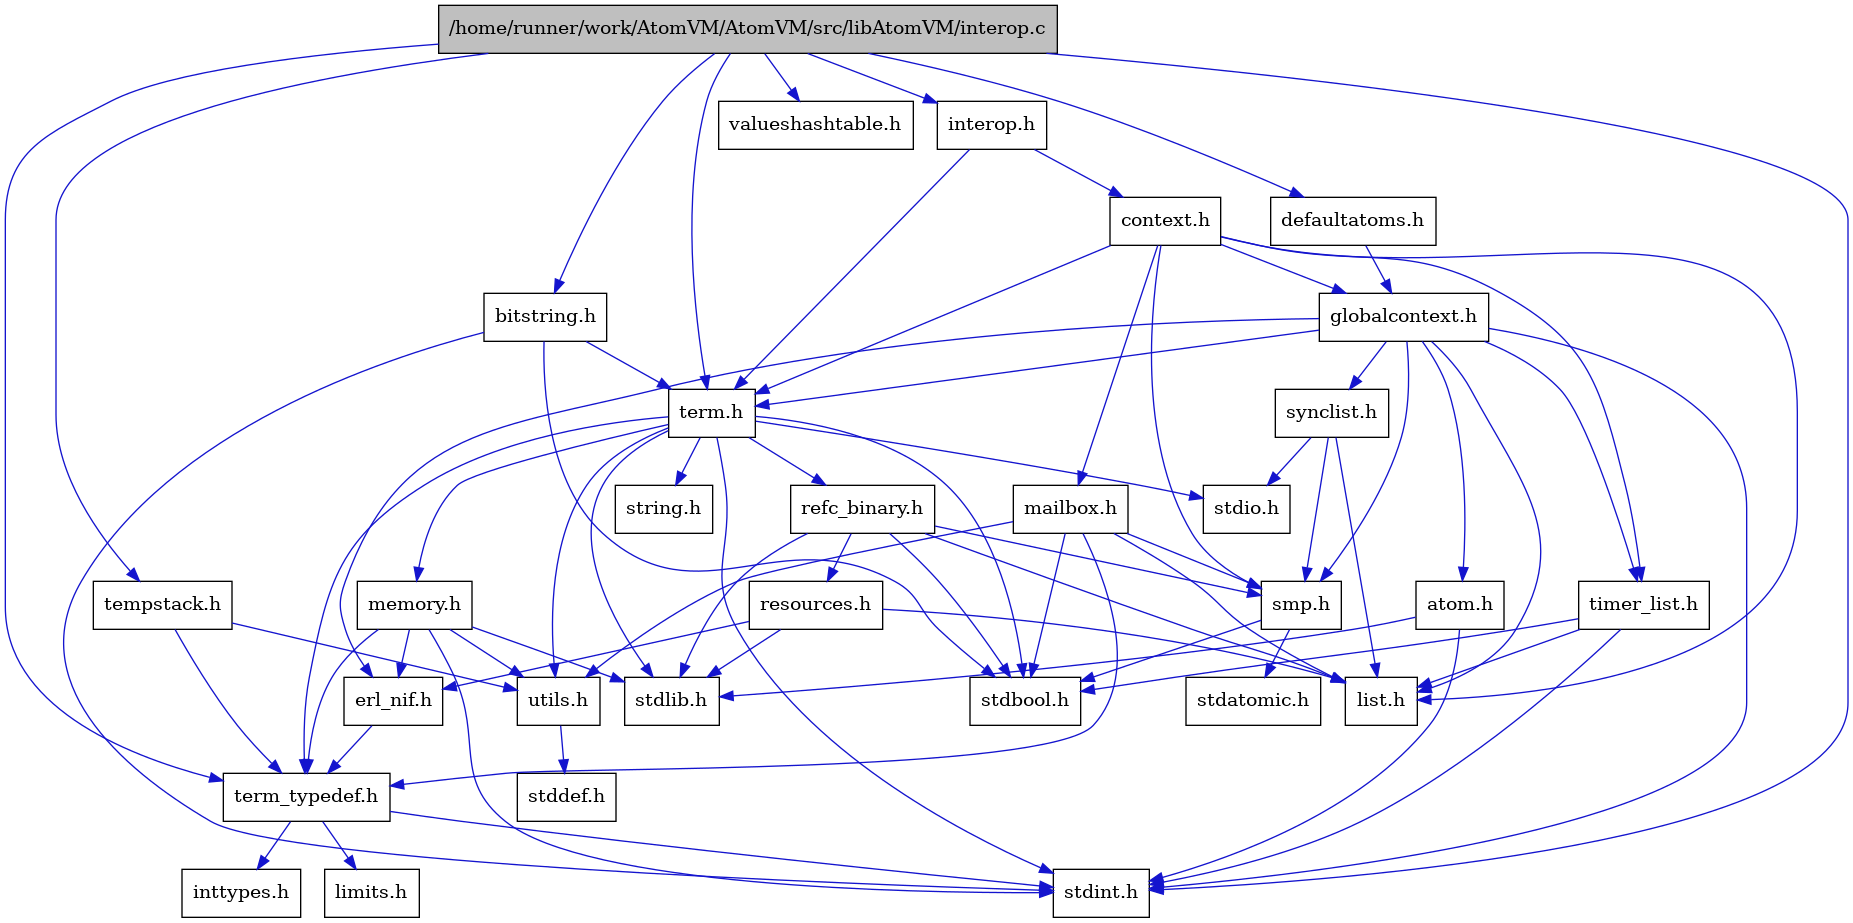 /home/runner/work/AtomVM/AtomVM/src/libAtomVM/interop.c
valueshashtable.h
interop.h
context.h
defaultatoms.h
bitstring.h
globalcontext.h
term.h
synclist.h
string.h
refc_binary.h
mailbox.h
stdio.h
tempstack.h
memory.h
resources.h
smp.h
atom.h
timer_list.h
erl_nif.h
utils.h
stdlib.h
stdbool.h
stdatomic.h
list.h
term_typedef.h
stddef.h
inttypes.h
limits.h
stdint.h